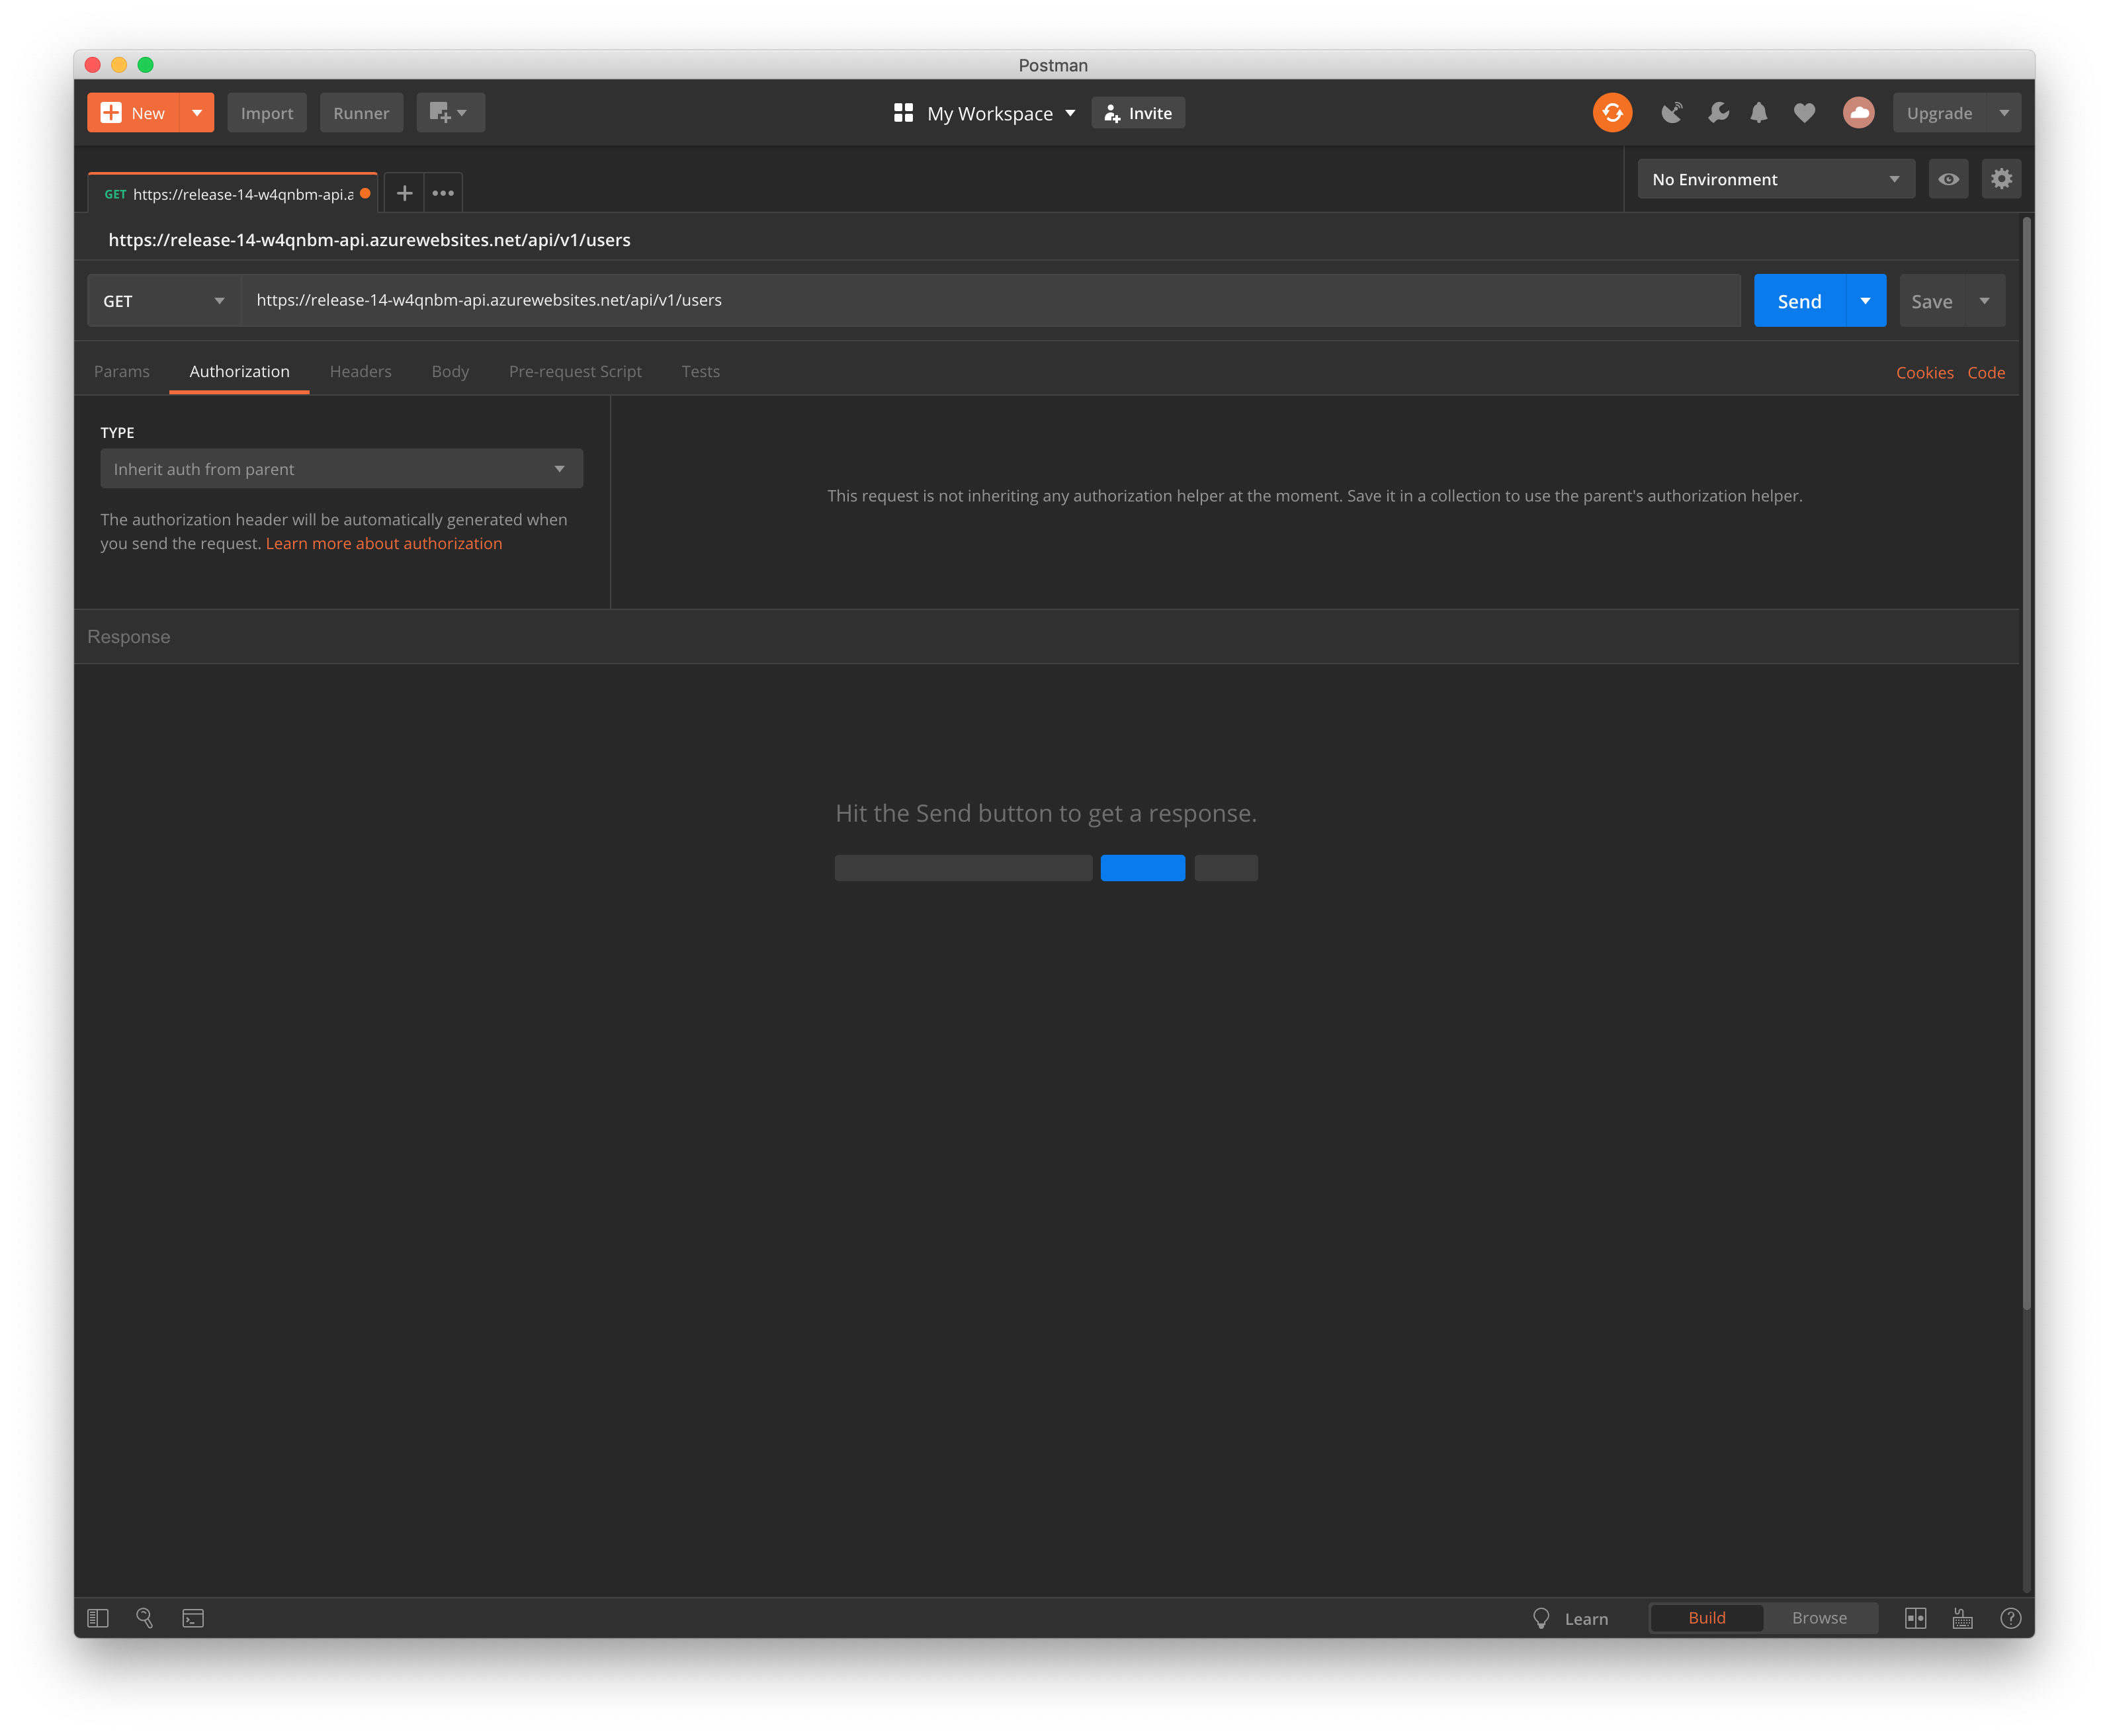 Postman
New
Import
Runner
My Workspace
Invite
Upgrade
GET https://release-14-w4qnbm-api.a
No Environment
https://release-14-w4qnbm-api.azurewebsites.net/api/v1/users
GET
https://release-14-w4qnbm-api.azurewebsites.net/api/v1/users
Send
Save
Params
Authorization
Headers
Body
Pre-request Script
Tests
Cookies
Code
TYPE
Inherit auth from parent
The authorization header will be automatically generated when
you send the request. Learn more about authorization
This request is not inheriting any authorization helper at the moment. Save it in a collection to use the parent's authorization helper.
Response
Hit the Send button to get a response.
Learn
Build
Browse